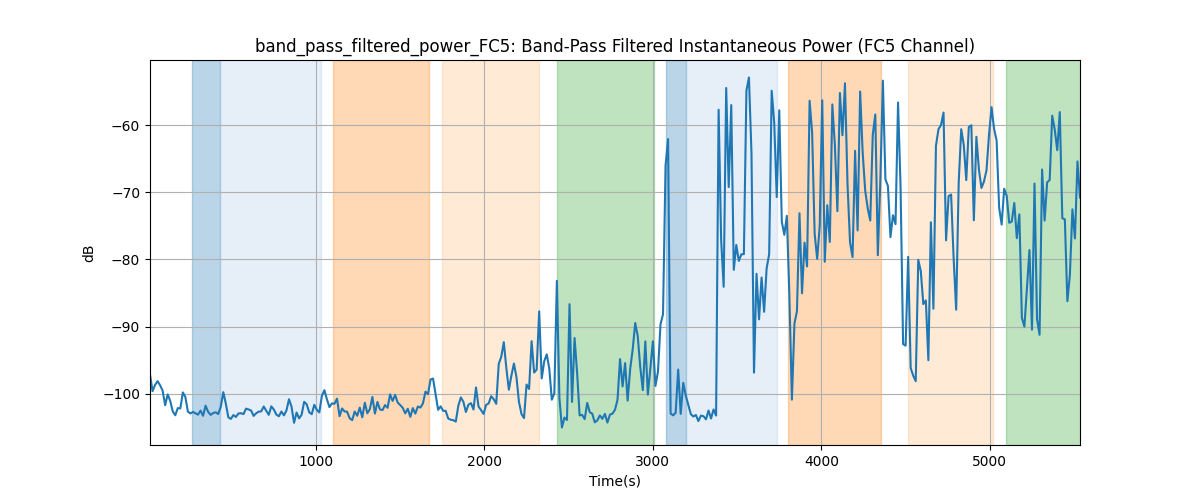 band_pass_filtered_power_FC5: Band-Pass Filtered Instantaneous Power (FC5 Channel)
dB
−60
−70
−80
−90
−100
1000 2000 3000 4000 5000
Time(s)